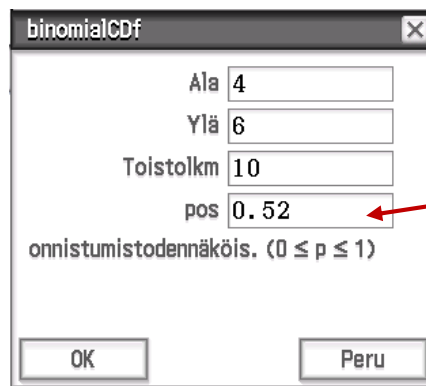 binomialCDf
Ala 4
Ylä 6
Toistolkm 10
pos 0.52
onnistumistodennäköis. (0 ≤ p ≤ 1)
OK Peru